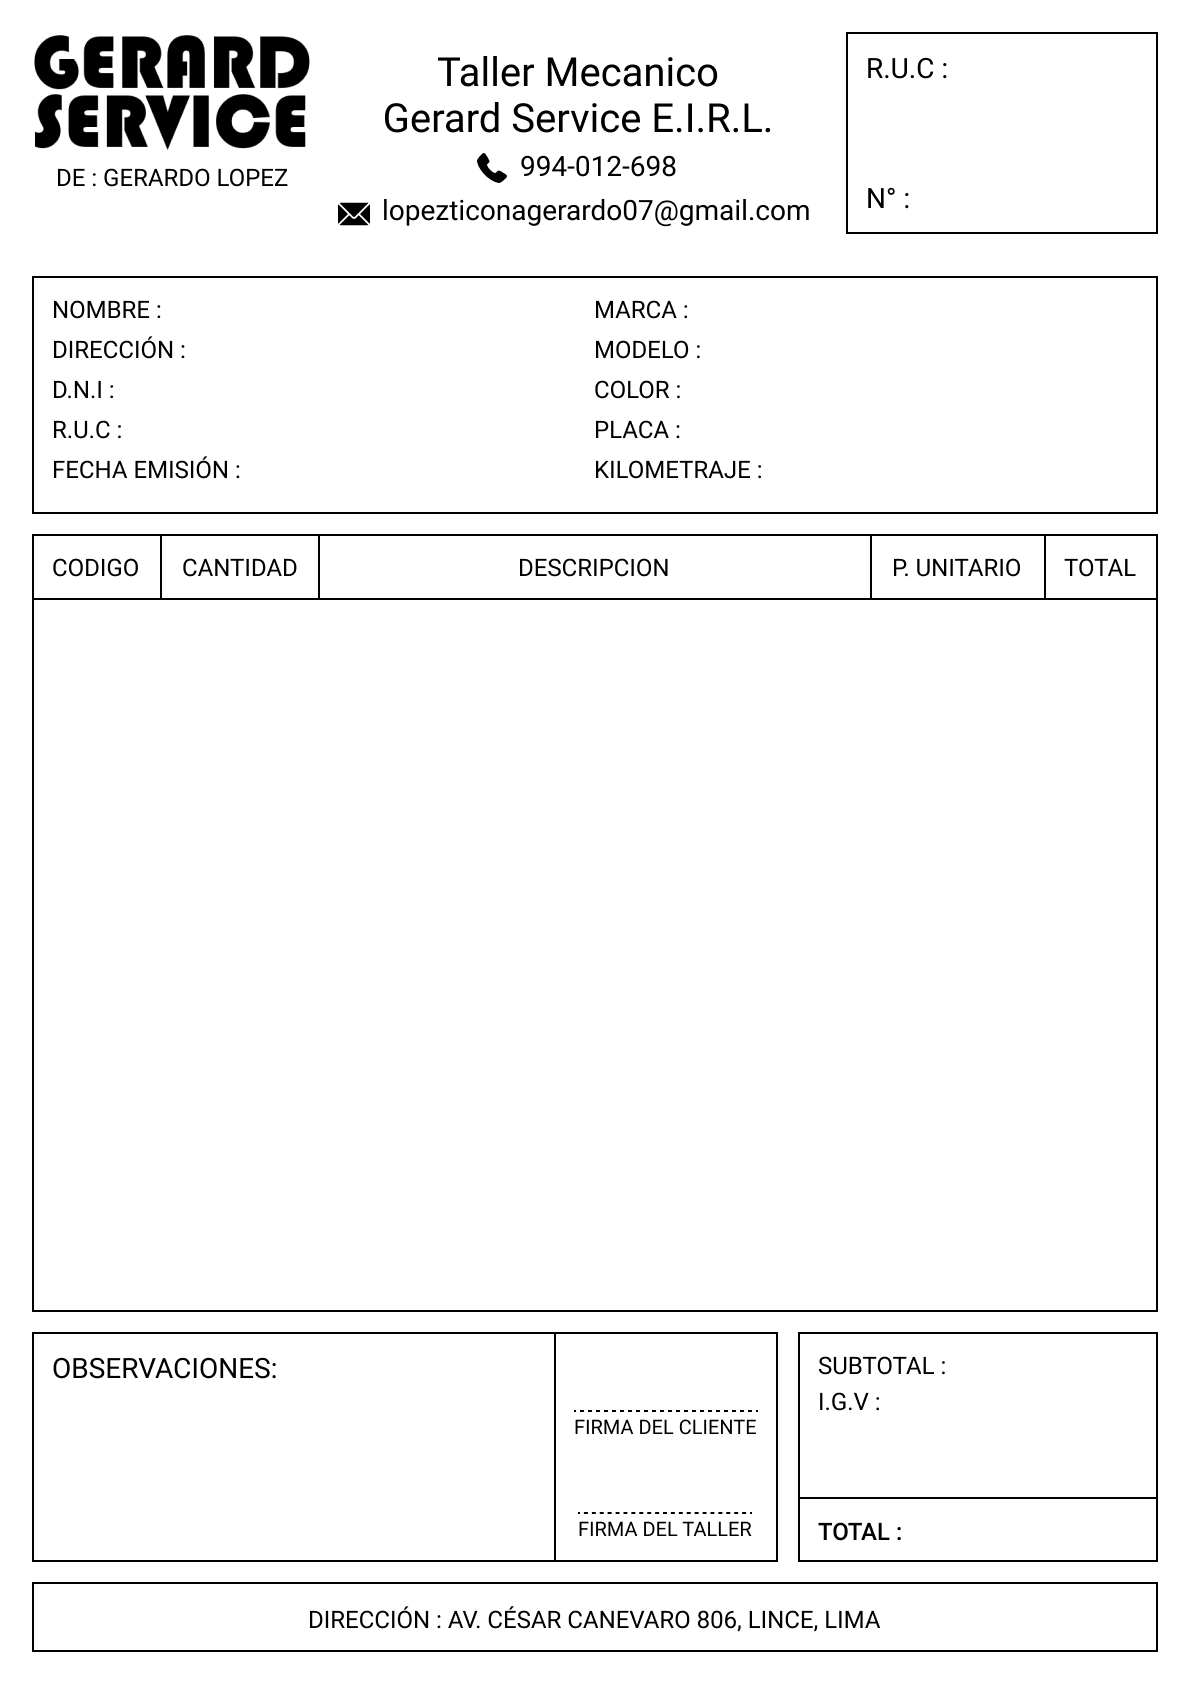 GERARD
SERVICE
DE : GERARDO LOPEZ
Taller Mecanico
Gerard Service E.I.R.L.
994-012-698
lopezticonagerardo07@gmail.com
R.U.C :
N° :
NOMBRE :
DIRECCIÓN :
D.N.I :
R.U.C :
FECHA EMISIÓN :
MARCA :
MODELO :
COLOR :
PLACA :
KILOMETRAJE :
CODIGO CANTIDAD DESCRIPCION P. UNITARIO TOTAL
OBSERVACIONES:
FIRMA DEL CLIENTE
FIRMA DEL TALLER
SUBTOTAL :
I.G.V :
TOTAL :
DIRECCIÓN : AV. CÉSAR CANEVARO 806, LINCE, LIMA